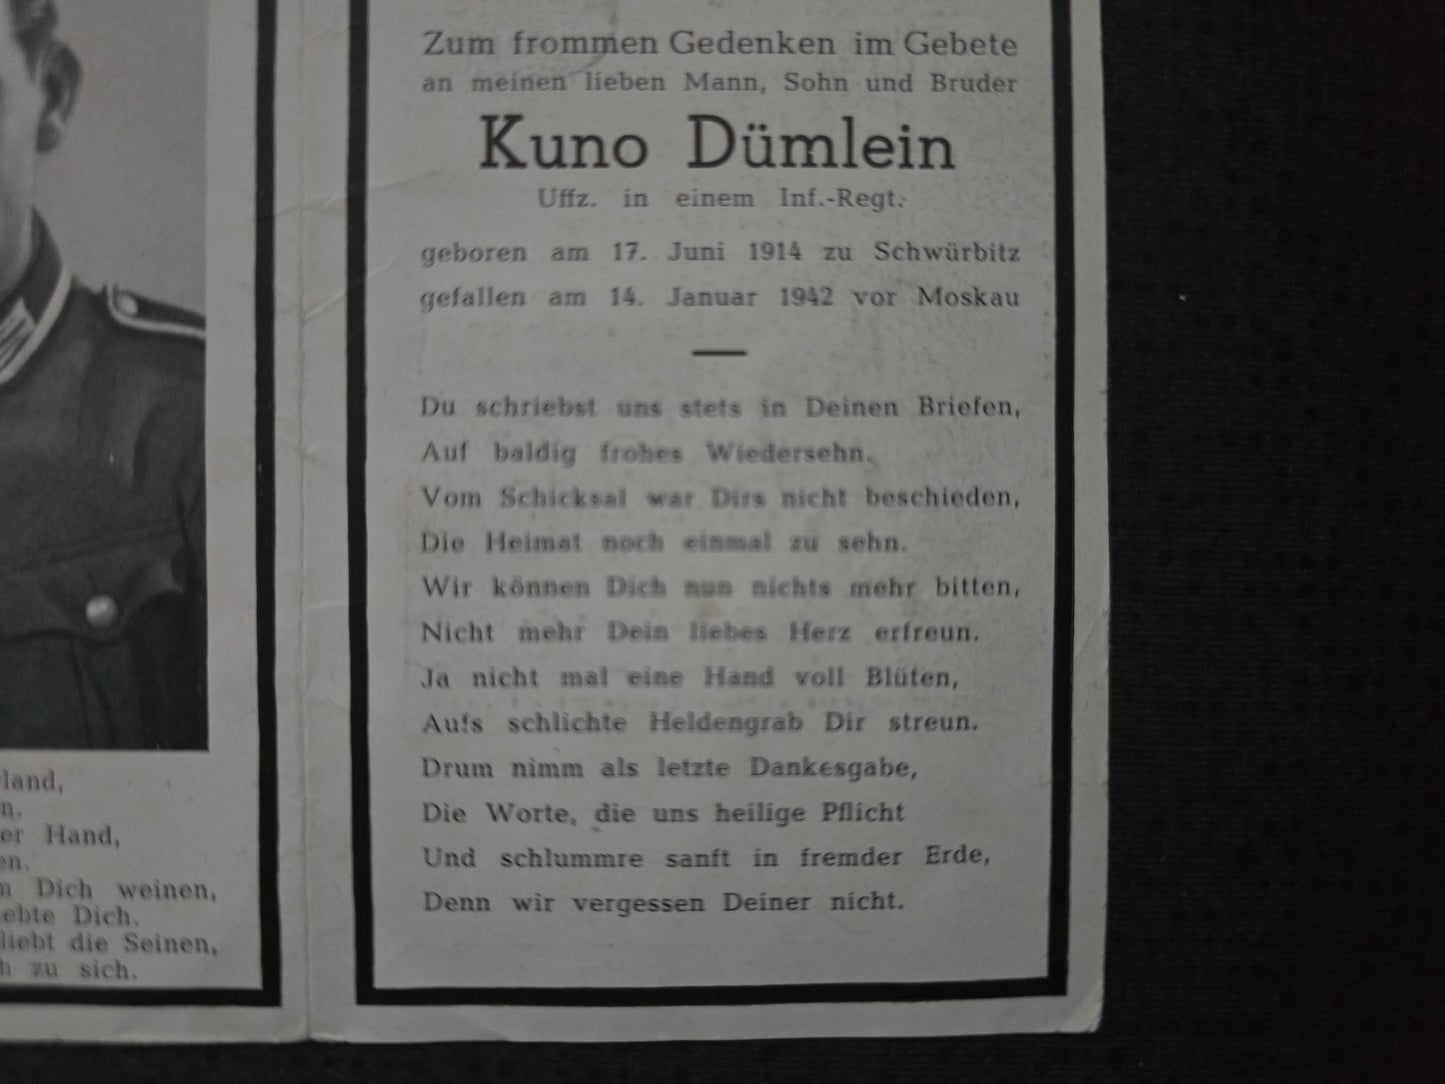 land,
n.
er Hand,
en.
n Dich weinen,
ebte Dich.
liebt die Seinen,
h zu sich.
Zum frommen Gedenken im Gebete
an meinen lieben Mann, Sohn und Bruder
Kuno Dümlein
Uffz. in einem Inf.-Regt.
geboren am 17. Juni 1914 zu Schwürbitz
gefallen am 14. Januar 1942 vor Moskau
Du schriebst uns stets in Deinen Briefen,
Auf baldig frohes Wiedersehn.
Vom Schicksal war Dirs nicht beschieden,
Die Heimat noch einmal zu sehn.
Wir können Dich nun nichts mehr bitten,
Nicht mehr Dein liebes Herz erfreun.
Ja nicht mal eine Hand voll Blüten,
Aufs schlichte Heldengrab Dir streun.
Drum nimm als letzte Dankesgabe,
Die Worte, die uns heilige Pflicht
Und schlummre sanft in fremder Erde,
Denn wir vergessen Deiner nicht.